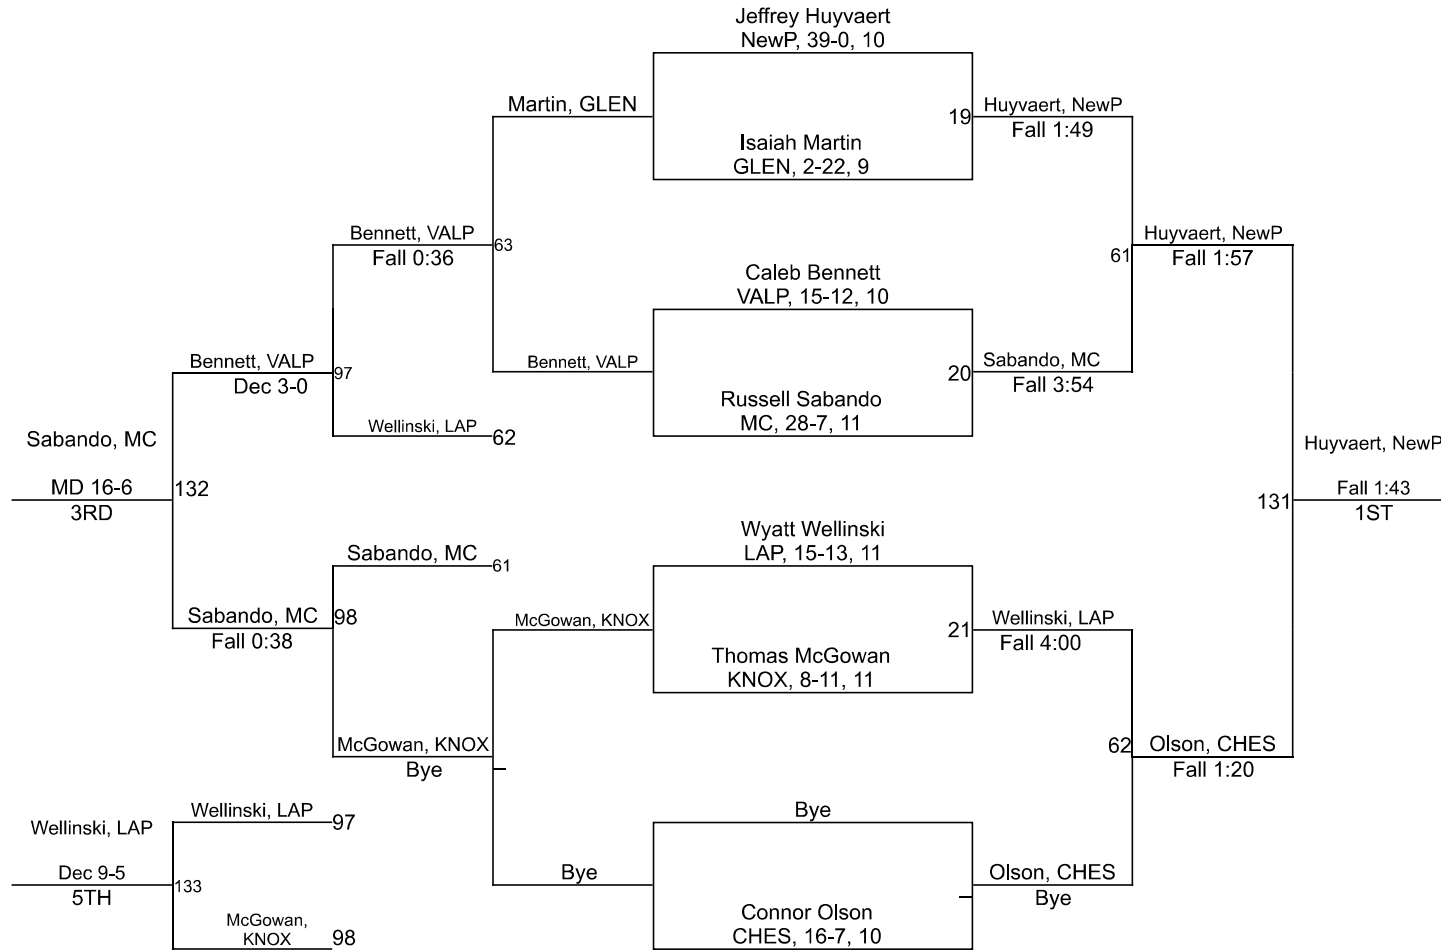 Jeffrey Huyvaert
NewP, 39-0, 10
Martin, GLEN
19
Huyvaert, NewP
Fall 1:49
Isaiah Martin
GLEN, 2-22, 9
Bennett, VALP
Fall 0:36
63
Huyvaert, NewP
Fall 1:57
61
Caleb Bennett
VALP, 15-12, 10
Bennett, VALP
Dec 3-0
97
Bennett, VALP
20
Sabando, MC
Fall 3:54
Russell Sabando
MC, 28-7, 11
Wellinski, LAP
62
Sabando, MC
MD 16-6
3RD
132
Huyvaert, NewP
Fall 1:43
1ST
131
Wyatt Wellinski
LAP, 15-13, 11
Sabando, MC
61
Sabando, MC
Fall 0:38
98
McGowan, KNOX
21
Wellinski, LAP
Fall 4:00
Thomas McGowan
KNOX, 8-11, 11
McGowan, KNOX
Bye
62
Olson, CHES
Fall 1:20
Wellinski, LAP
97
Bye
Wellinski, LAP
Dec 9-5
5TH
133
Bye
Olson, CHES
Bye
McGowan,
KNOX
98
Connor Olson
CHES, 16-7, 10